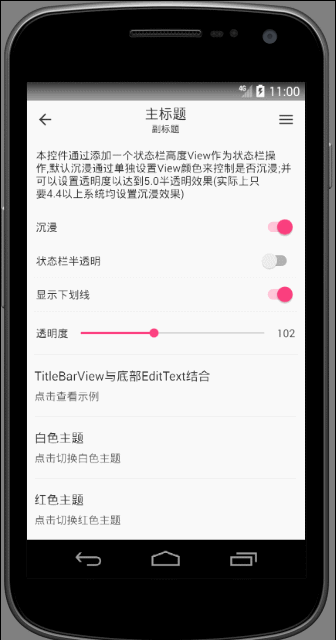 4G 11:00
主标题
副标题
本控件通过添加一个状态栏高度View作为状态栏操
作,默认沉浸通过单独设置View颜色来控制是否沉浸;并
可以设置透明度以达到5.0半透明效果(实际上只
要4.4以上系统均设置沉浸效果)
沉浸
状态栏半透明
显示下划线
透明度 102
TitleBarView与底部EditText结合
点击查看示例
白色主题
点击切换白色主题
红色主题
点击切换红色主题